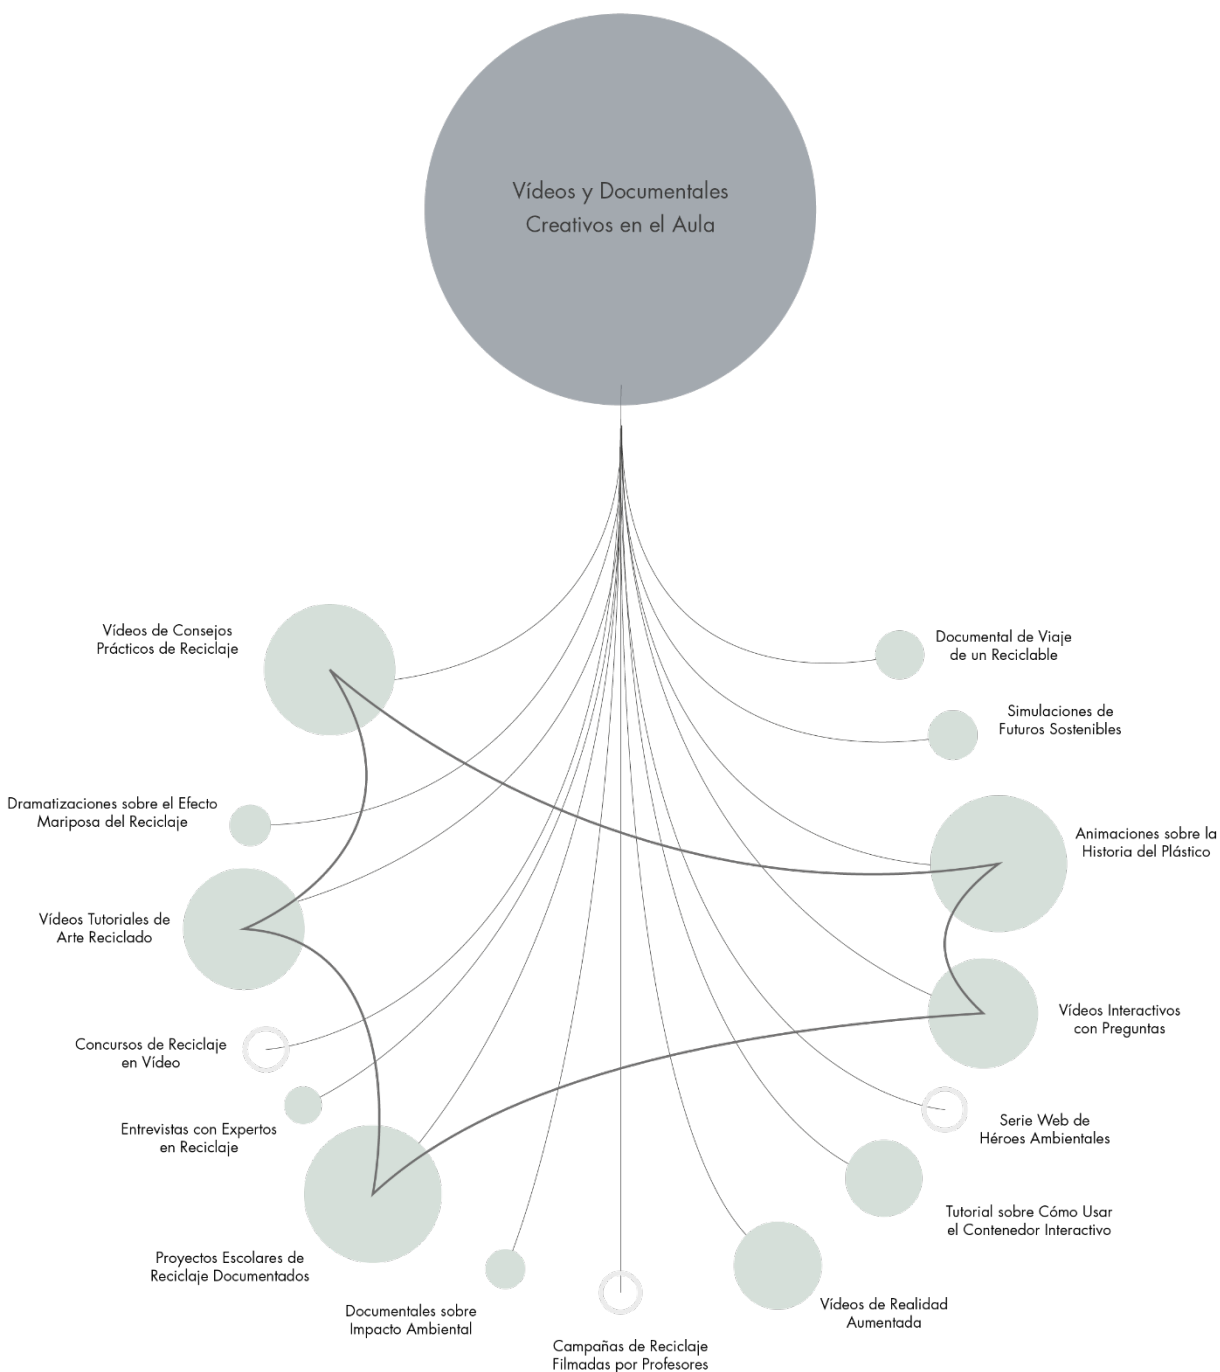 Vídeos y Documentales
Creativos en el Aula
Vídeos de Consejos
Prácticos de Reciclaje
Documental de Viaje
de un Reciclable
Simulaciones de
Futuros Sostenibles
Dramatizaciones sobre el Efecto
Mariposa del Reciclaje
Animaciones sobre la
Historia del Plástico
Vídeos Tutoriales de
Arte Reciclado
Vídeos Interactivos
con Preguntas
Concursos de Reciclaje
en Vídeo
Serie Web de
Héroes Ambientales
Entrevistas con Expertos
en Reciclaje
Tutorial sobre Cómo Usar
el Contenedor Interactivo
Proyectos Escolares de
Reciclaje Documentados
Documentales sobre
Impacto Ambiental
Vídeos de Realidad
Aumentada
Campañas de Reciclaje
Filmadas por Profesores